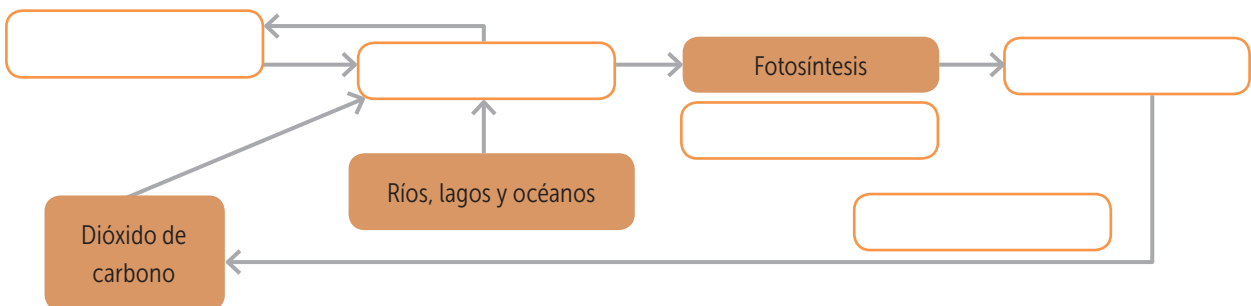 Fotosíntesis
Ríos, lagos y océanos
Dióxido de
carbono